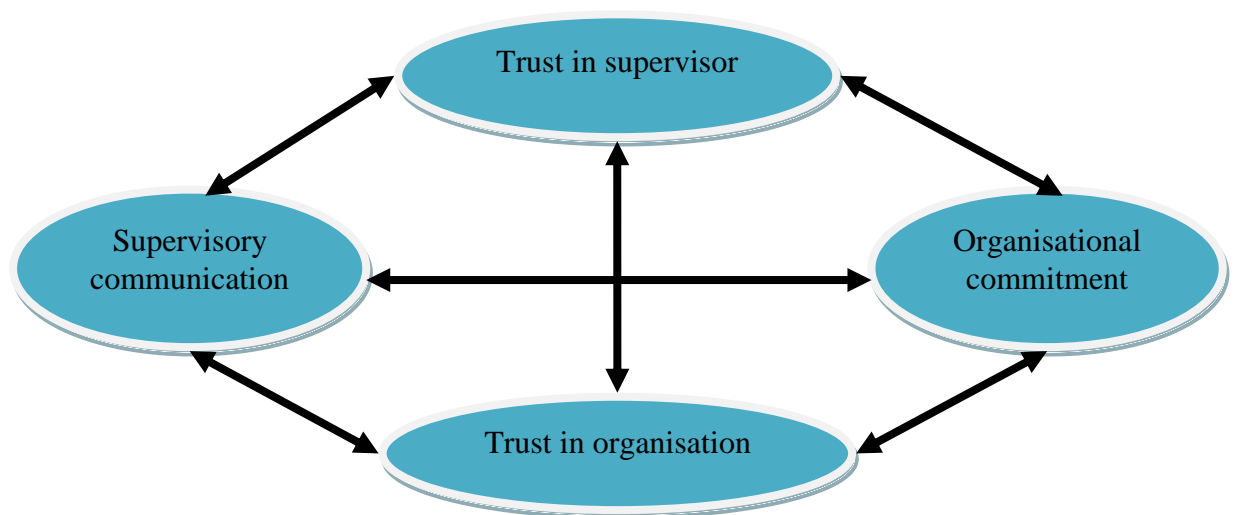 Trust in supervisor
Supervisory
communication
Organisational
commitment
Trust in organisation